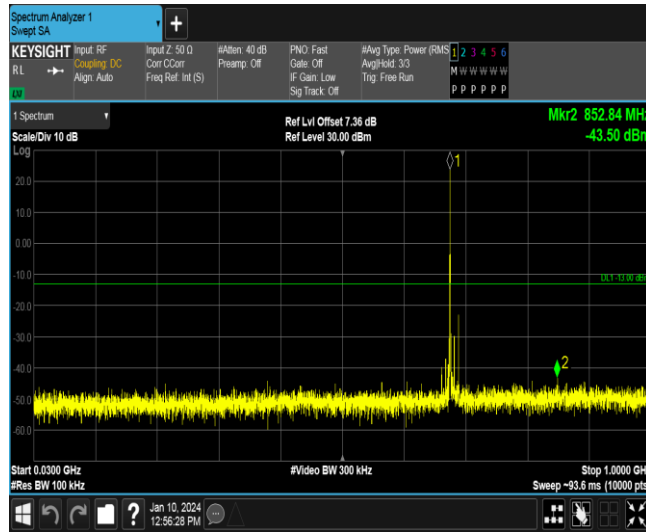 Spectrum Analyzer 1
Swept SA
+
KEYSIGHT
RL
LXI
Input: RF
Coupling: DC
Align: Auto
Input Z: 50 Ω
Corr CCorr
Freq Ref: Int (S)
#Atten: 40 dB
Preamp: Off
PNO: Fast
Gate: Off
IF Gain: Low
Sig Track: Off
#Avg Type: Power (RMS
Avg|Hold: 3/3
Trig: Free Run
1 2 3 4 5 6
M W W W W W
P P P P P P
1 Spectrum
Scale/Div 10 dB
Log
Ref Lvl Offset 7.36 dB
Ref Level 30.00 dBm
Mkr2 852.84 MHz
-43.50 dBm
1
20.0
10.0
0.00
-10.0
DL1 -13.00 dBm
-20.0
-30.0
-40.0
2
-50.0
-60.0
Start 0.0300 GHz
#Res BW 100 kHz
#Video BW 300 kHz
Stop 1.0000 GH
Sweep ~93.6 ms (10000 pts
?
Jan 10, 2024
12:56:28 PM